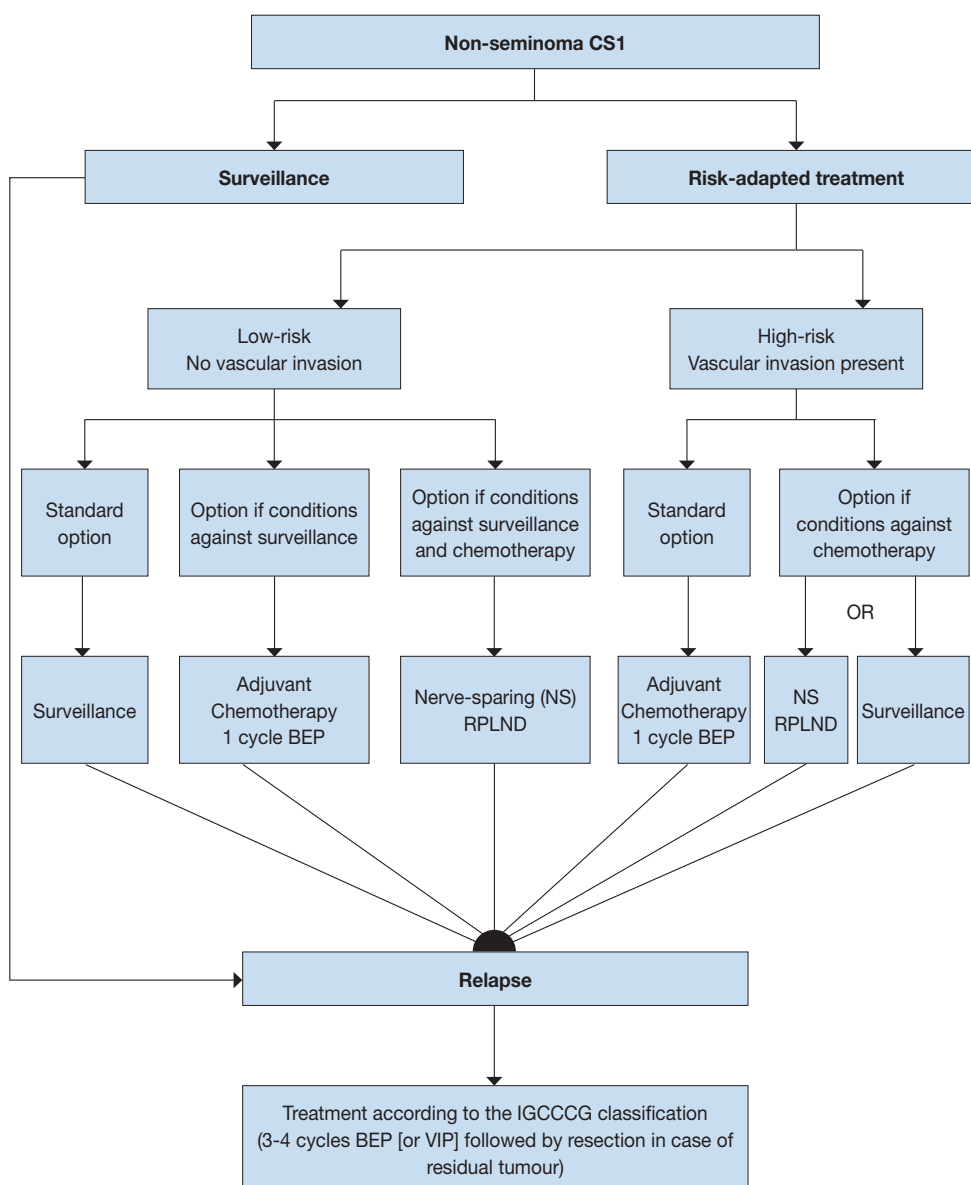 Non-seminoma CS1
Surveillance
Risk-adapted treatment
Low-risk
No vascular invasion
High-risk
Vascular invasion present
Standard
option
Option if conditions
against surveillance
Option if conditions
against surveillance
and chemotherapy
Standard
option
Option if
conditions against
chemotherapy
OR
Surveillance
Adjuvant
Chemotherapy
1 cycle BEP
Nerve-sparing (NS)
RPLND
Adjuvant
Chemotherapy
1 cycle BEP
NS
RPLND
Surveillance
Relapse
Treatment according to the IGCCCG classification
(3-4 cycles BEP [or VIP] followed by resection in case of
residual tumour)